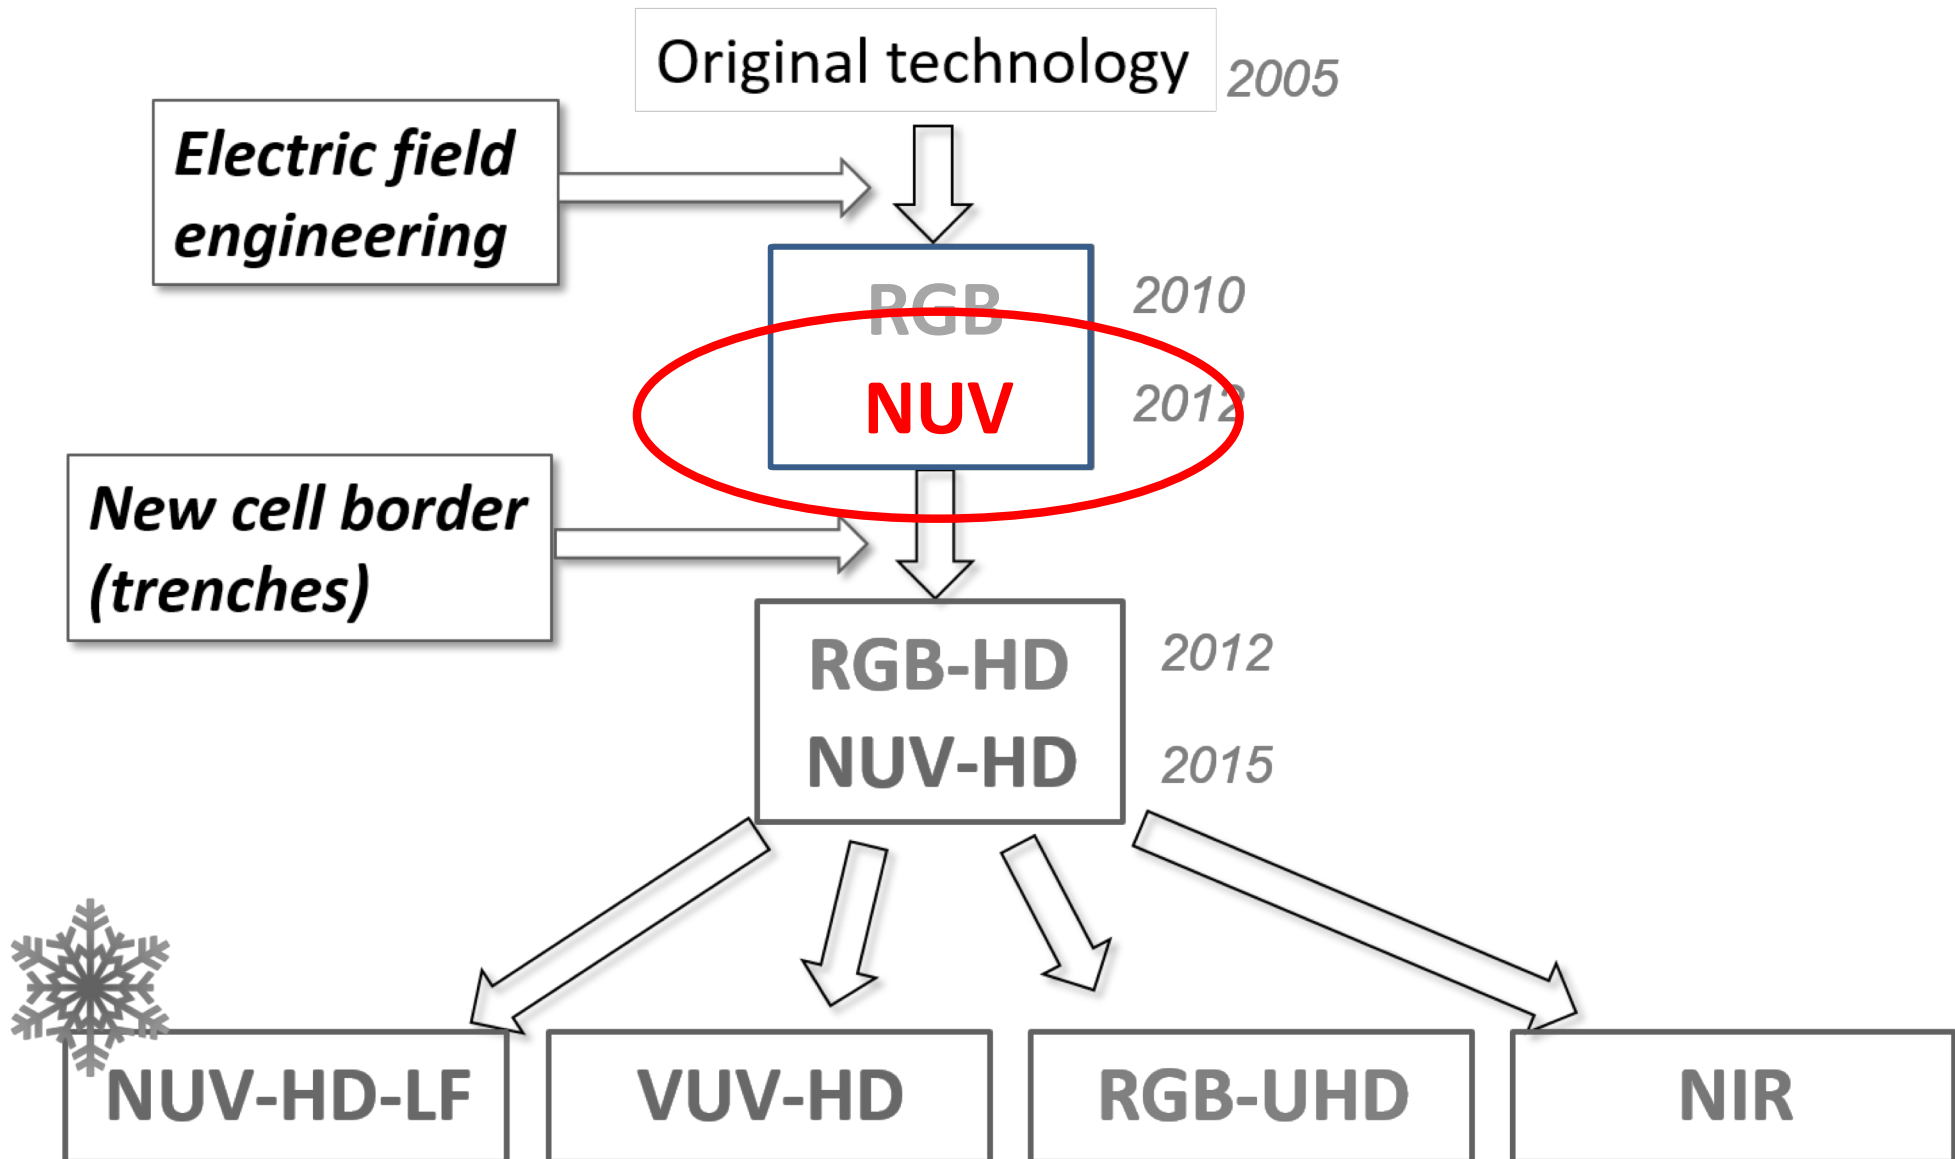 Original technology
2005
Electric field
engineering
RGB
2010
NUV
2012
New cell border
(trenches)
RGB-HD
2012
NUV-HD
2015
NUV-HD-LF
VUV-HD
RGB-UHD
NIR